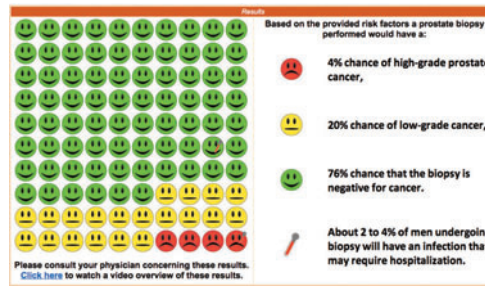 Results
Based on the provided risk factors a prostate biopsy
performed would have a:
4% chance of high-grade prostate
cancer,
20% chance of low-grade cancer,
76% chance that the biopsy is
negative for cancer.
About 2 to 4% of men undergoin
biopsy will have an infection tha
may require hospitalization.
Please consult your physician concerning these results.
Click here to watch a video overview of these results.